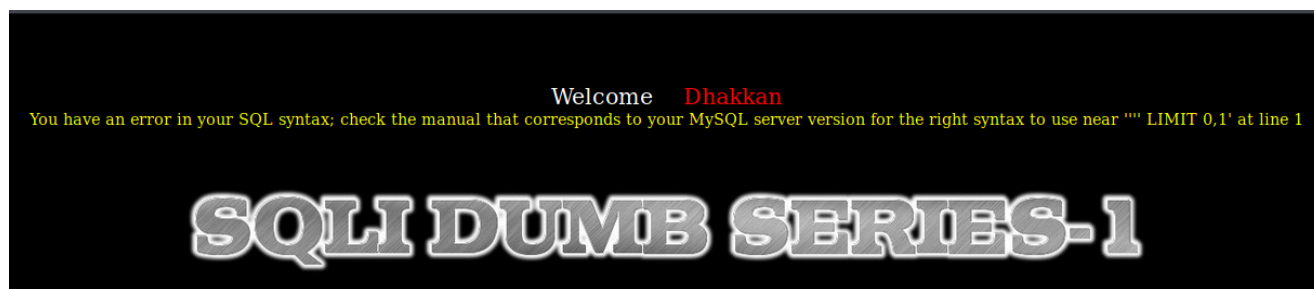 Welcome Dhakkan
You have an error in your SQL syntax; check the manual that corresponds to your MySQL server version for the right syntax to use near '''' LIMIT 0,1' at line 1
SQLI DUMB SERIES-1